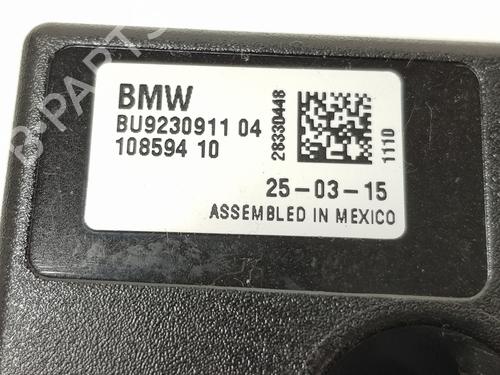 BMW
BU9230911 04
108594 10
28330448
1110
25-03-15
ASSEMBLED IN MEXICO
B-PARTS